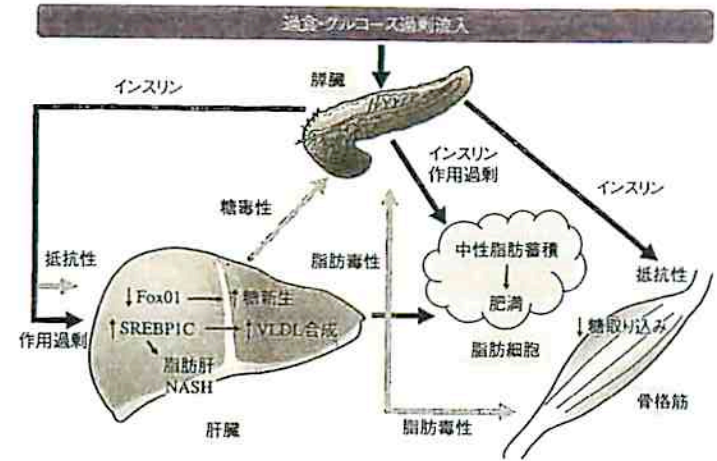 過食・グルコース過剰流入
膵臓
インスリン
インスリン
作用過剰
インスリン
糖毒性
脂肪毒性
中性脂肪蓄積
肥満
脂肪細胞
抵抗性
抵抗性
↓Fox01→↑糖新生
↑SREBP1C→↑VLDL合成
作用過剰
脂肪肝
NASH
肝臓
↓糖取り込み
骨格筋
脂肪毒性